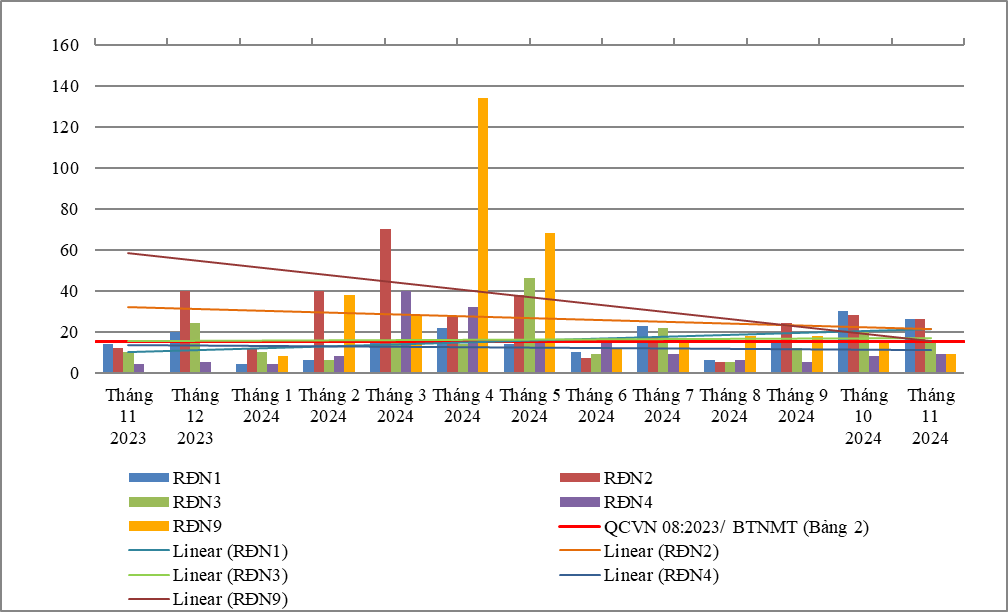 160
140
120
100
80
60
40
20
0
Tháng 11 2023
Tháng 12 2023
Tháng 1 2024
Tháng 2 2024
Tháng 3 2024
Tháng 4 2024
Tháng 5 2024
Tháng 6 2024
Tháng 7 2024
Tháng 8 2024
Tháng 9 2024
Tháng 10 2024
Tháng 11 2024
RĐN1
RĐN2
RĐN3
RĐN4
RĐN9
QCVN 08:2023/ BTNMT (Bảng 2)
Linear (RĐN1)
Linear (RĐN2)
Linear (RĐN3)
Linear (RĐN4)
Linear (RĐN9)